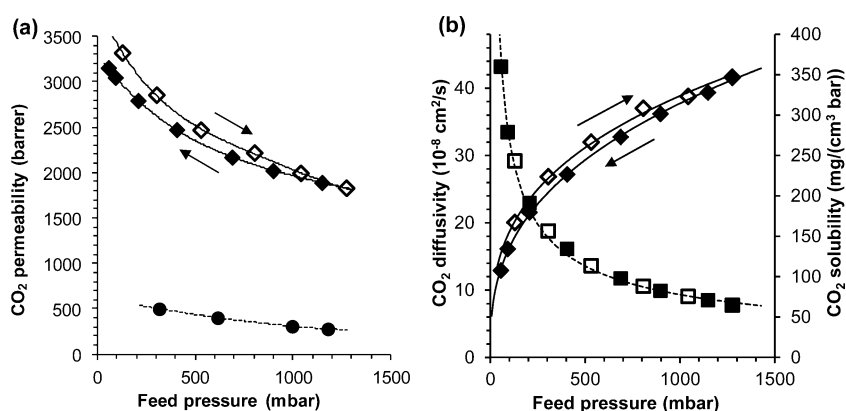 (a)
CO2 permeability (barrer)
3500
3000
2500
2000
1500
1000
500
0
0 500 1000 1500
Feed pressure (mbar)
(b)
CO2 diffusivity (10-8 cm2/s)
40
30
20
10
0
0 500 1000 1500
Feed pressure (mbar)
400
350
300
250
200
150
100
50
0
CO2 solubility (mg/(cm3 bar))